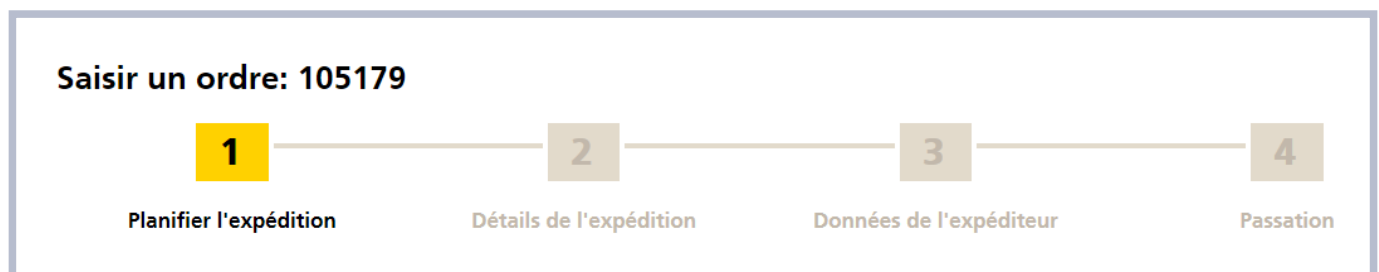 Saisir un ordre: 105179
1 2 3 4
Planifier l'expédition Détails de l'expédition Données de l'expéditeur Passation